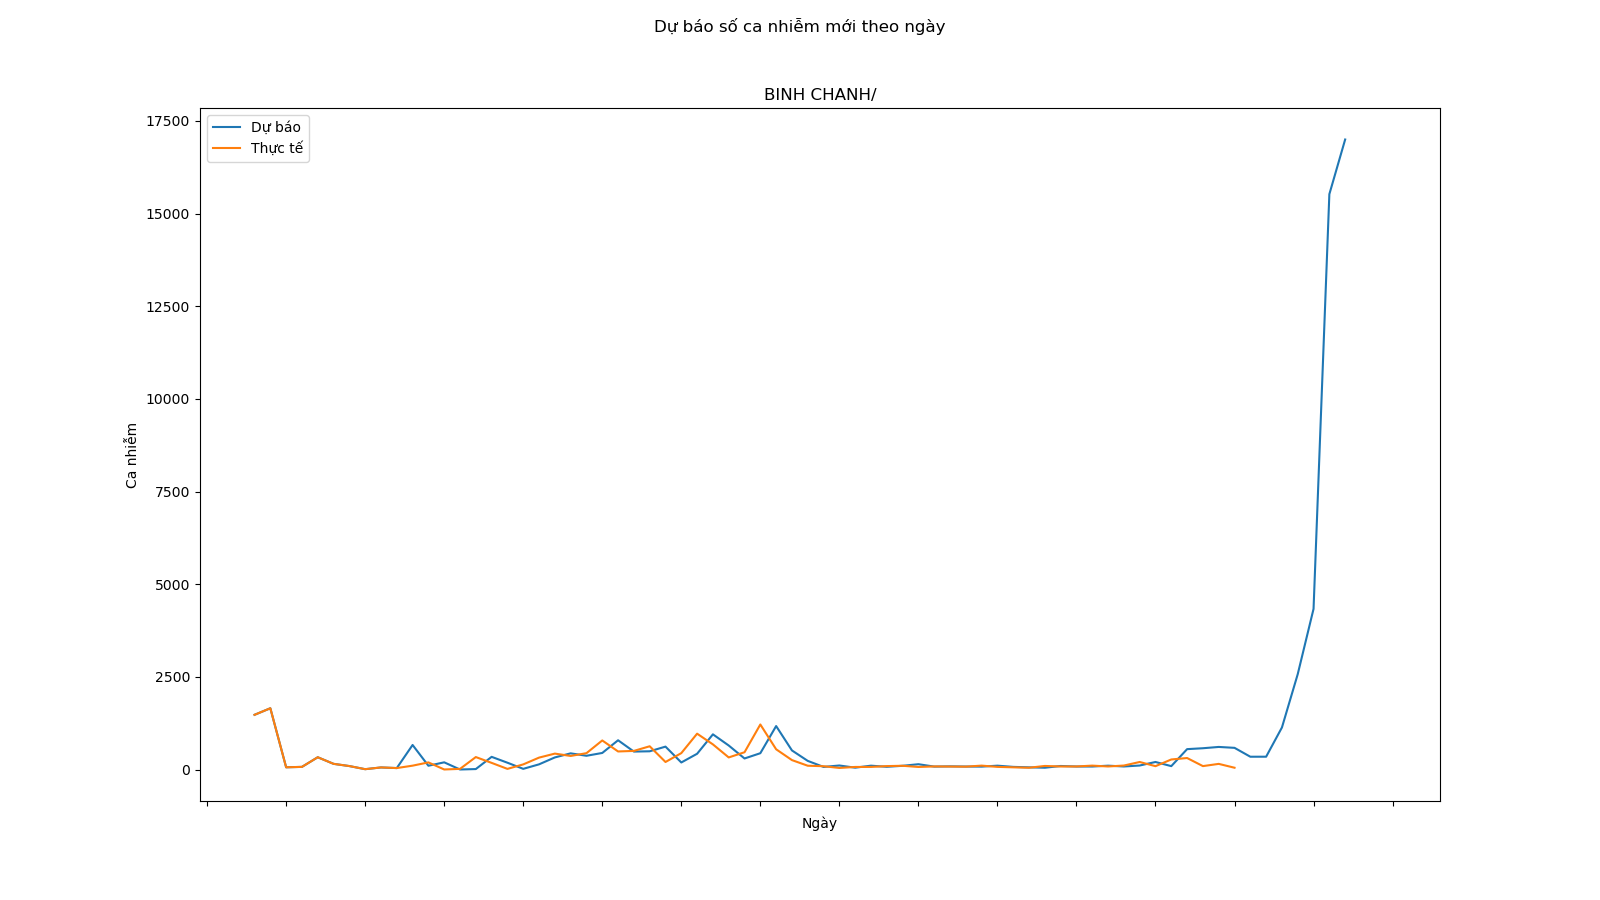 Dự báo số ca nhiễm mới theo ngày
BINH CHANH/
Dự báo
Thực tế
17500
15000
12500
10000
7500
5000
2500
0
Ca nhiễm
Ngày